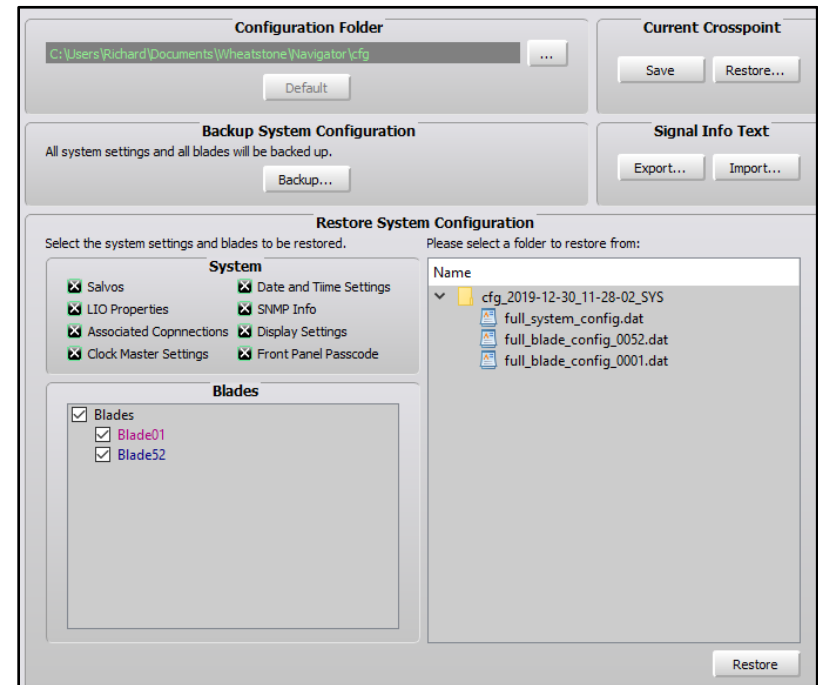 Configuration Folder
C:\Users\Richard\Documents\Wheatstone\Navigator\cfg
...
Default
Current Crosspoint
Save
Restore...
Backup System Configuration
All system settings and all blades will be backed up.
Backup...
Signal Info Text
Export...
Import...
Restore System Configuration
Select the system settings and blades to be restored.
System
Salvos
Date and Tiime Settings
LIO Properties
SNMP Info
Associated Copnnections
Display Settings
Clock Master Settings
Front Panel Passcode
Blades
Blades
Blade01
Blade52
Please select a folder to restore from:
Name
cfg_2019-12-30_11-28-02_SYS
full_system_config.dat
full_blade_config_0052.dat
full_blade_config_0001.dat
Restore